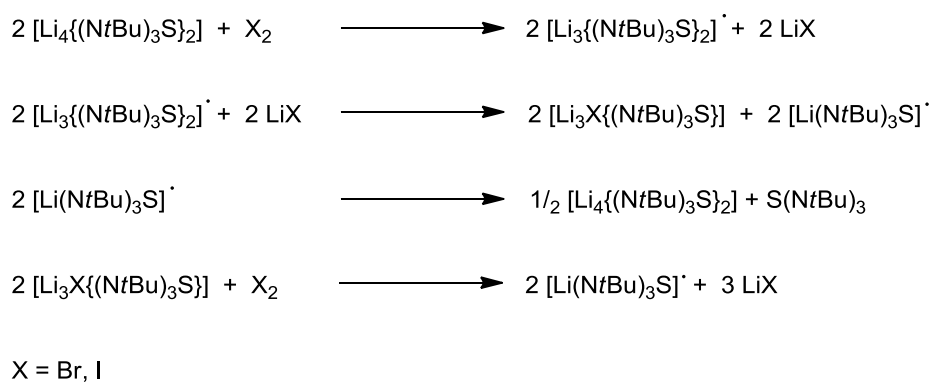 2 [Li₄{(NtBu)₃S}₂] + X₂ ⟶ 2 [Li₃{(NtBu)₃S}₂]˙ + 2 LiX
2 [Li₃{(NtBu)₃S}₂]˙ + 2 LiX ⟶ 2 [Li₃X{(NtBu)₃S}] + 2 [Li(NtBu)₃S]˙
2 [Li(NtBu)₃S]˙ ⟶ 1/2 [Li₄{(NtBu)₃S}₂] + S(NtBu)₃
2 [Li₃X{(NtBu)₃S}] + X₂ ⟶ 2 [Li(NtBu)₃S]˙ + 3 LiX
X = Br, I